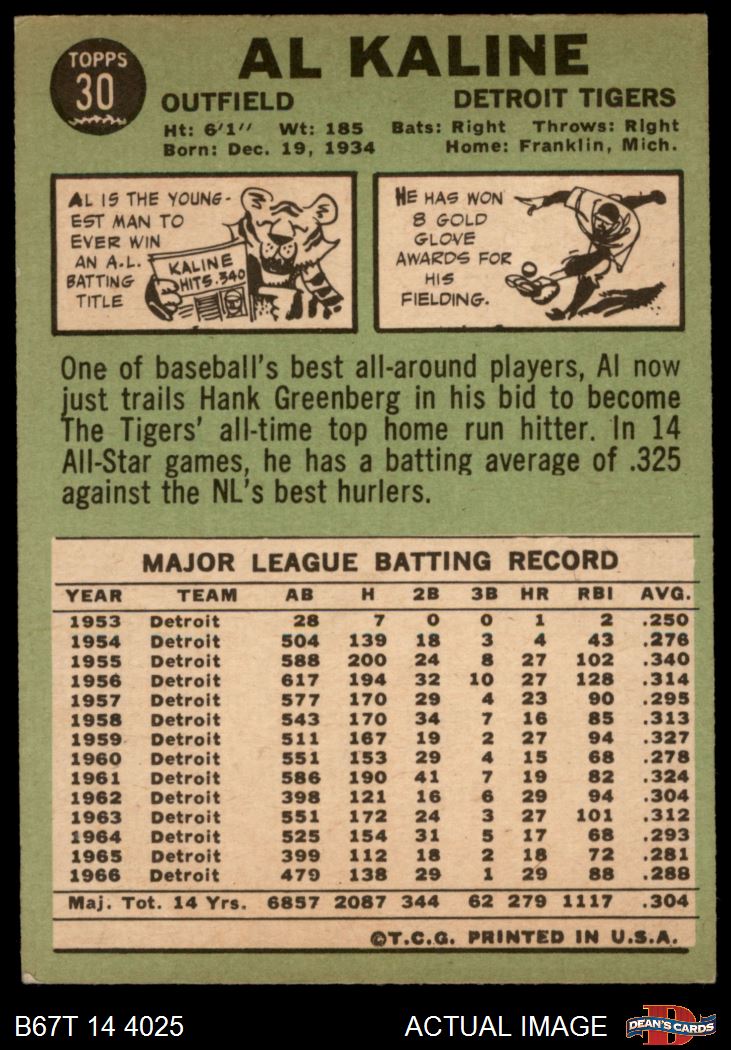 TOPPS
30
AL KALINE
OUTFIELD DETROIT TIGERS
Ht: 6'1" Wt: 185 Bats: Right Throws: Right
Born: Dec. 19, 1934 Home: Franklin, Mich.
AL IS THE YOUNG-
EST MAN TO
EVER WIN
AN A.L.
BATTING
TITLE
KALINE
HITS .340
HE HAS WON
8 GOLD
GLOVE
AWARDS FOR
HIS
FIELDING.
One of baseball's best all-around players, Al now
just trails Hank Greenberg in his bid to become
The Tigers' all-time top home run hitter. In 14
All-Star games, he has a batting average of .325
against the NL's best hurlers.
MAJOR LEAGUE BATTING RECORD
YEAR TEAM AB H 2B 3B HR RBI AVG.
1953 Detroit 28 7 0 0 1 2 .250
1954 Detroit 504 139 18 3 4 43 .276
1955 Detroit 588 200 24 8 27 102 .340
1956 Detroit 617 194 32 10 27 128 .314
1957 Detroit 577 170 29 4 23 90 .295
1958 Detroit 543 170 34 7 16 85 .313
1959 Detroit 511 167 19 2 27 94 .327
1960 Detroit 551 153 29 4 15 68 .278
1961 Detroit 586 190 41 7 19 82 .324
1962 Detroit 398 121 16 6 29 94 .304
1963 Detroit 551 172 24 3 27 101 .312
1964 Detroit 525 154 31 5 17 68 .293
1965 Detroit 399 112 18 2 18 72 .281
1966 Detroit 479 138 29 1 29 88 .288
Maj. Tot. 14 Yrs. 6857 2087 344 62 279 1117 .304
©T.C.G. PRINTED IN U.S.A.
B67T 14 4025 ACTUAL IMAGE
D
DEAN'S CARDS